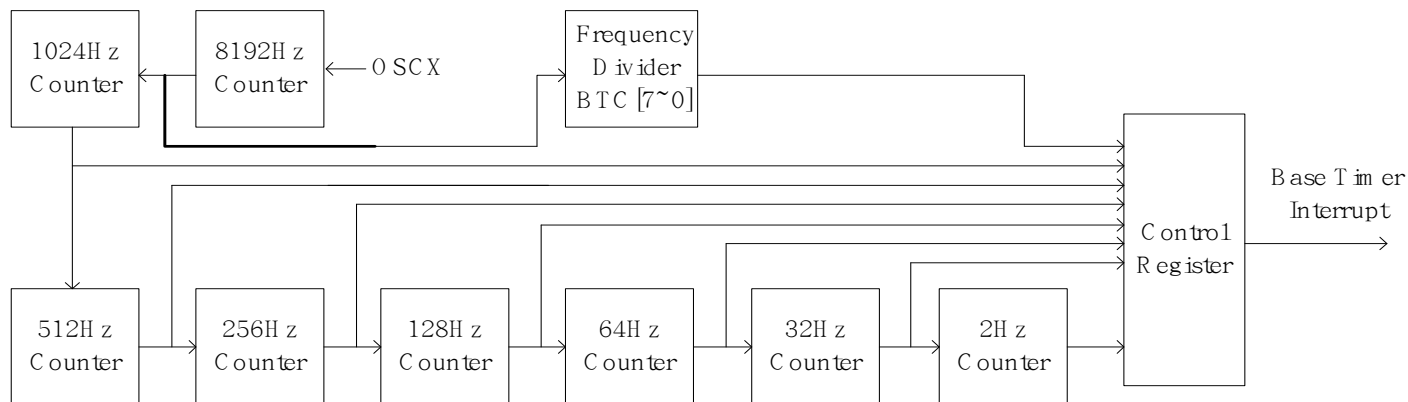 1024Hz
Counter
8192Hz
Counter
OSCX
Frequency
Divider
BTC [7~0]
Base Timer
Interrupt
Control
Register
512Hz
Counter
256Hz
Counter
128Hz
Counter
64Hz
Counter
32Hz
Counter
2Hz
Counter